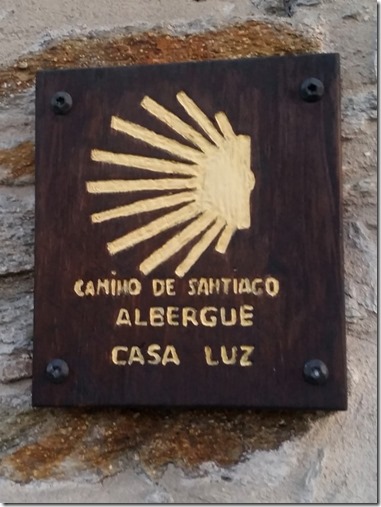 CAMINO DE SANTIAGO
ALBERGUE
CASA LUZ